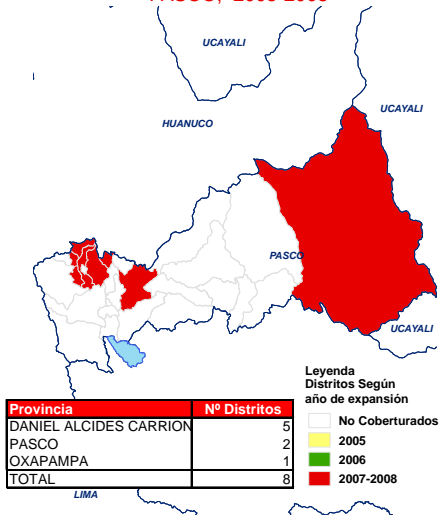 UCAYALI
UCAYALI
HUANUCO
PASCO
UCAYALI
Leyenda
Distritos Según
año de expansión
No Coberturados
2005
2006
2007-2008
Provincia Nº Distritos
DANIEL ALCIDES CARRION 5
PASCO 2
OXAPAMPA 1
TOTAL 8
LIMA